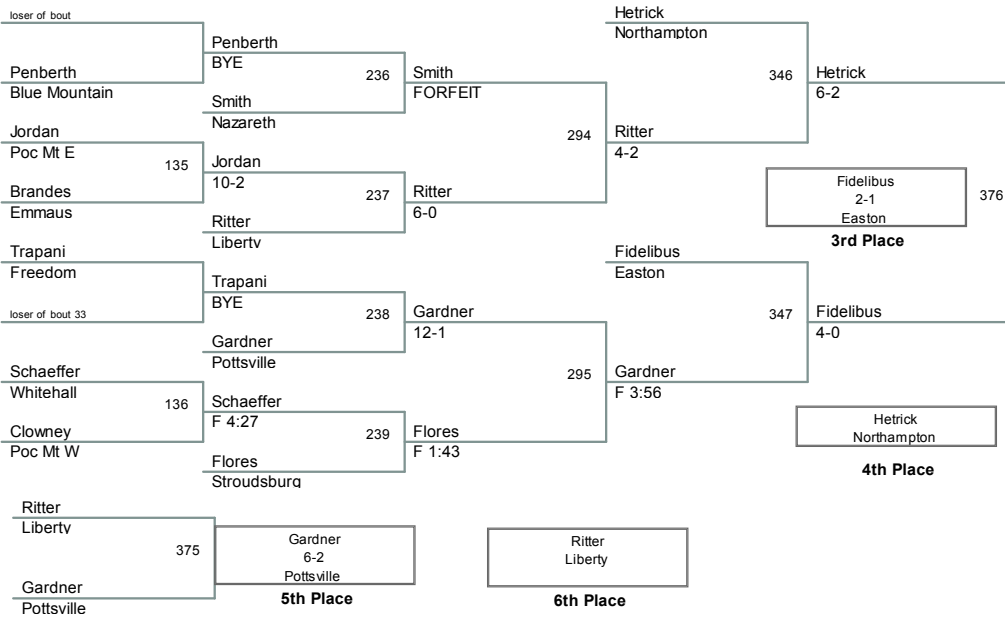 loser of bout
Penberth
Blue Mountain
Jordan
Poc Mt E
135
Brandes
Emmaus
Trapani
Freedom
loser of bout 33
Schaeffer
Whitehall
136
Clowney
Poc Mt W
Penberth
BYE
236
Smith
Nazareth
Jordan
10-2
237
Ritter
Liberty
Trapani
BYE
238
Gardner
Pottsville
Schaeffer
F 4:27
239
Flores
Stroudsburg
Smith
FORFEIT
294
Ritter
6-0
Gardner
12-1
295
Flores
F 1:43
Hetrick
Northampton
346
Ritter
4-2
Fidelibus
Easton
347
Gardner
F 3:56
Hetrick
6-2
Fidelibus
2-1
Easton
376
3rd Place
Fidelibus
4-0
Hetrick
Northampton
4th Place
Ritter
Liberty
375
Gardner
Pottsville
Gardner
6-2
Pottsville
5th Place
Ritter
Liberty
6th Place